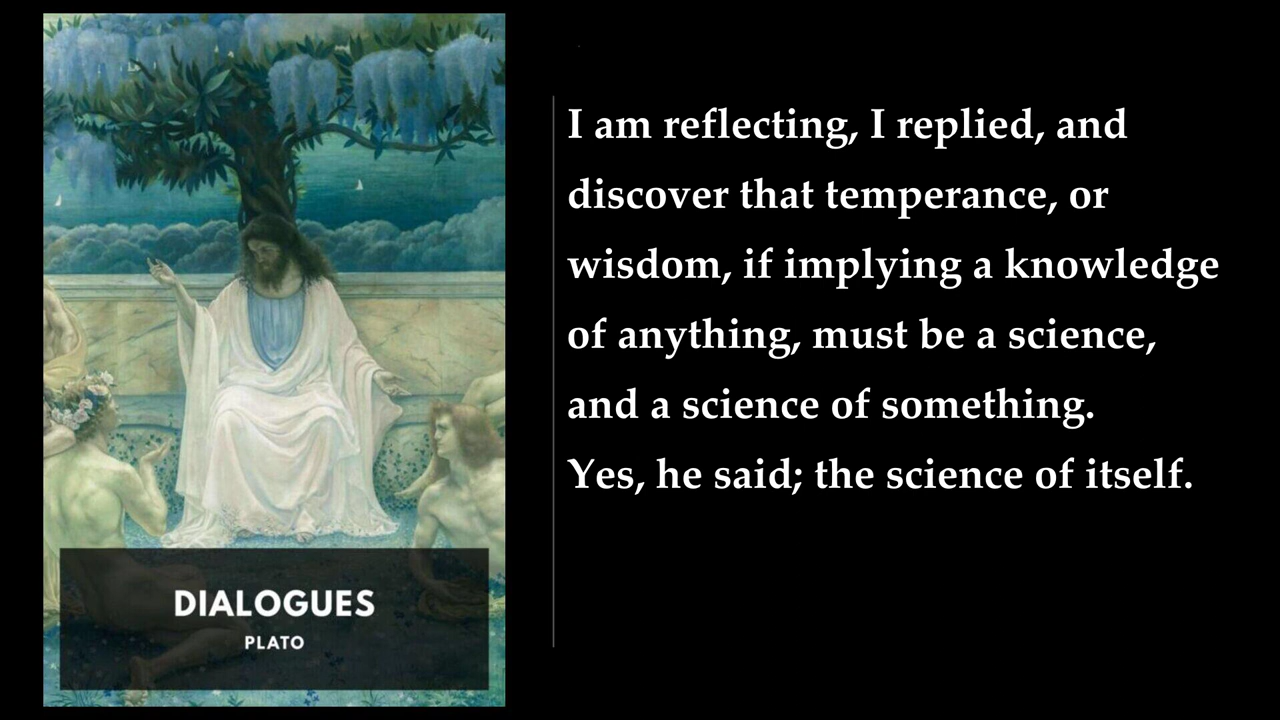 I am reflecting, I replied, and
discover that temperance, or
wisdom, if implying a knowledge
of anything, must be a science,
and a science of something.
Yes, he said; the science of itself.
DIALOGUES
PLATO